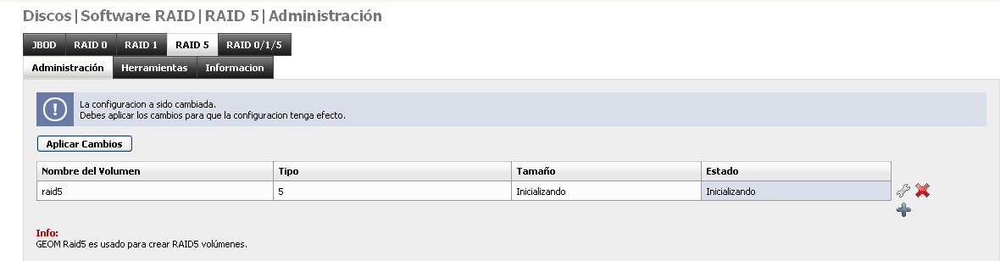 Discos|Software RAID|RAID 5|Administración
JBOD RAID 0 RAID 1 RAID 5 RAID 0/1/5
Administración Herramientas Informacion
La configuracion a sido cambiada.
Debes aplicar los cambios para que la configuracion tenga efecto.
Aplicar Cambios
Nombre del Volumen Tipo Tamaño Estado
raid5 5 Inicializando Inicializando
Info:
GEOM Raid5 es usado para crear RAID5 volúmenes.